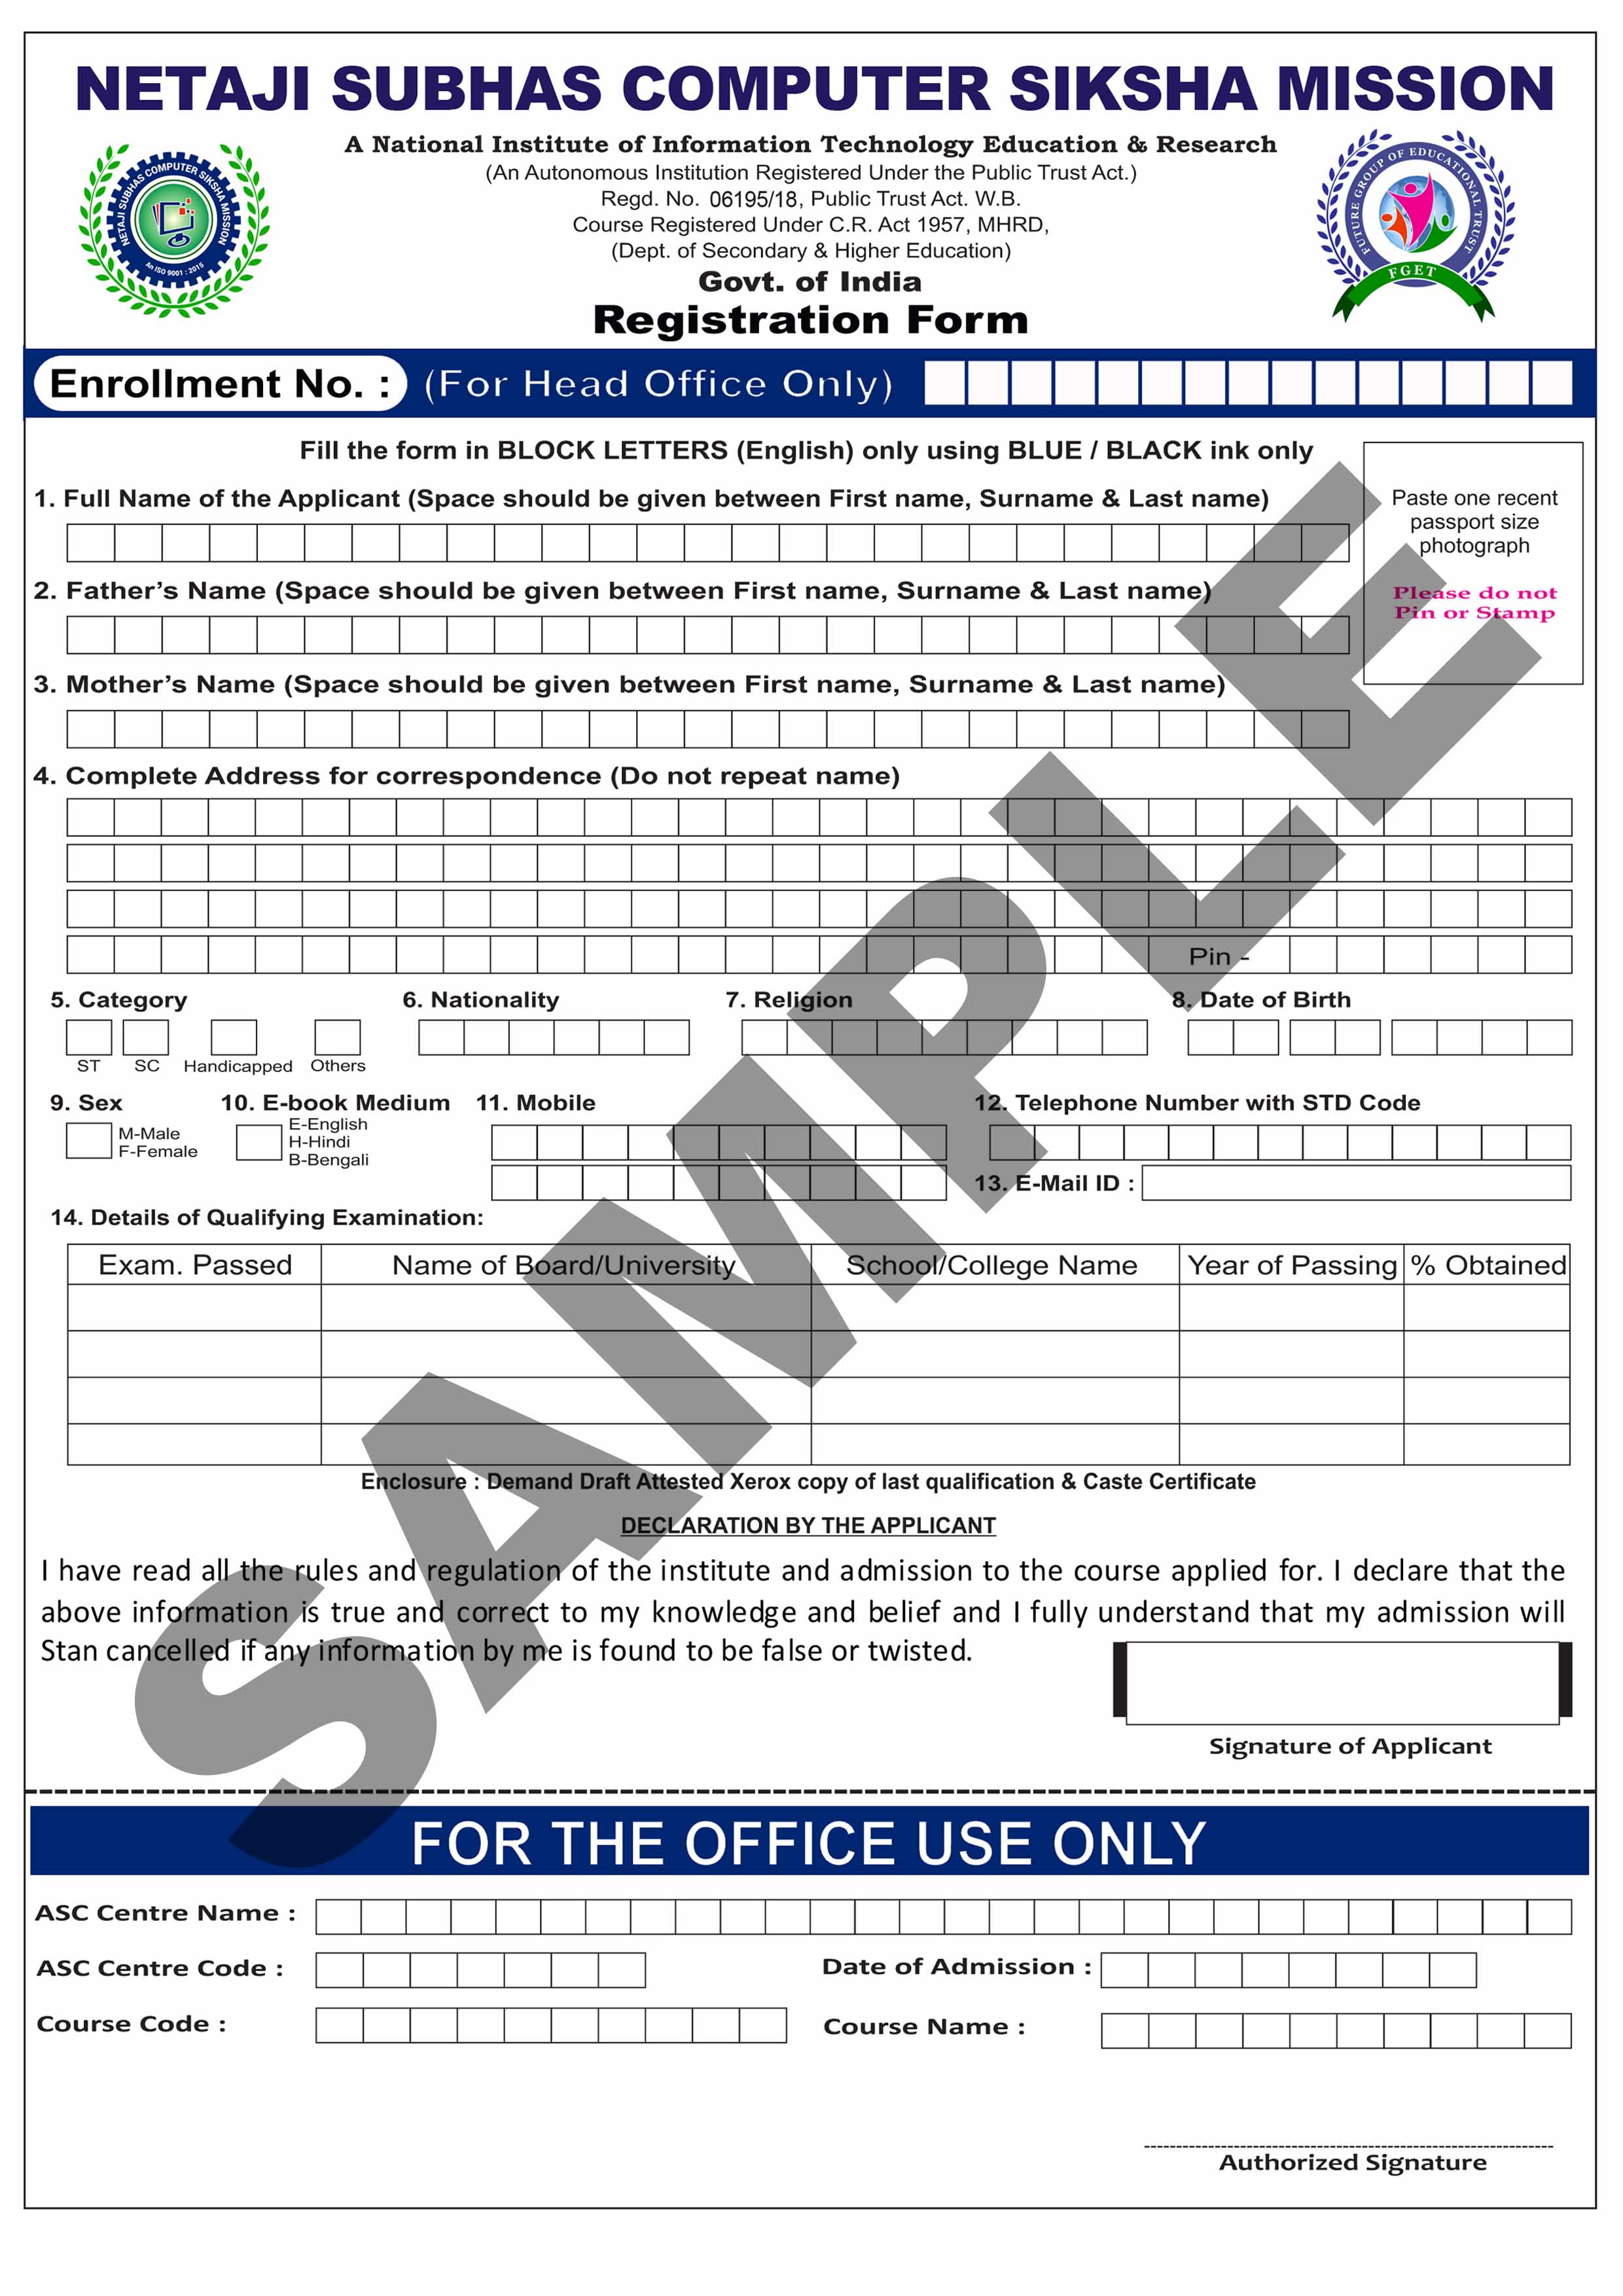 NETAJI SUBHAS COMPUTER SIKSHA MISSION
A National Institute of Information Technology Education & Research
(An Autonomous Institution Registered Under the Public Trust Act.)
Regd. No. 06195/18, Public Trust Act. W.B.
Course Registered Under C.R. Act 1957, MHRD,
(Dept. of Secondary & Higher Education)
Govt. of India
Registration Form
NETAJI SUBHAS COMPUTER SIKSHA MISSION
An ISO 9001 : 2015
FUTURE GROUP OF EDUCATIONAL TRUST
FGET
Enrollment No. : (For Head Office Only)
Fill the form in BLOCK LETTERS (English) only using BLUE / BLACK ink only
Paste one recent
passport size
photograph
Please do not
Pin or Stamp
1. Full Name of the Applicant (Space should be given between First name, Surname & Last name)
2. Father's Name (Space should be given between First name, Surname & Last name)
3. Mother's Name (Space should be given between First name, Surname & Last name)
4. Complete Address for correspondence (Do not repeat name)
Pin -
5. Category 6. Nationality 7. Religion 8. Date of Birth
ST SC Handicapped Others
9. Sex 10. E-book Medium 11. Mobile 12. Telephone Number with STD Code
M-Male
F-Female
E-English
H-Hindi
B-Bengali
13. E-Mail ID :
14. Details of Qualifying Examination:
Exam. Passed Name of Board/University School/College Name Year of Passing % Obtained
Enclosure : Demand Draft Attested Xerox copy of last qualification & Caste Certificate
DECLARATION BY THE APPLICANT
I have read all the rules and regulation of the institute and admission to the course applied for. I declare that the
above information is true and correct to my knowledge and belief and I fully understand that my admission will
Stan cancelled if any information by me is found to be false or twisted.
Signature of Applicant
FOR THE OFFICE USE ONLY
ASC Centre Name :
ASC Centre Code : Date of Admission :
Course Code : Course Name :
Authorized Signature
SAMPLE